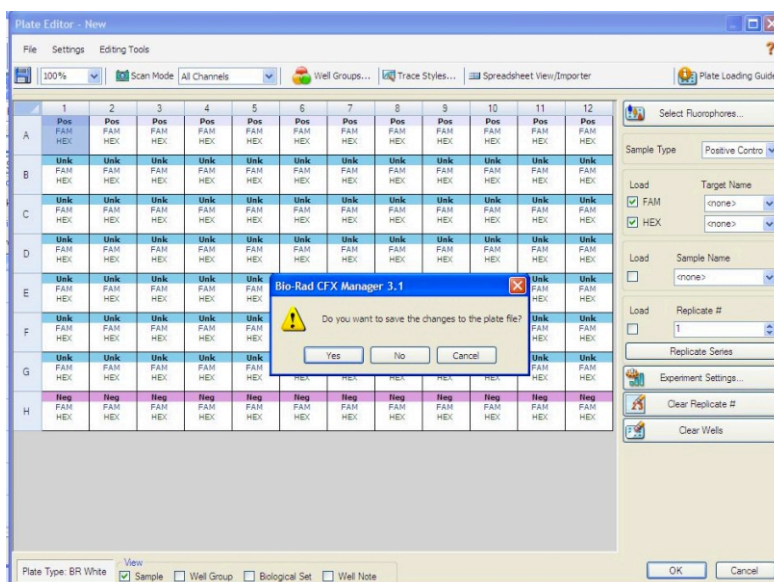 Plate Editor - New
File Settings Editing Tools ?
100% Scan Mode All Channels Well Groups... Trace Styles... Spreadsheet View/Importer Plate Loading Guide
1 2 3 4 5 6 7 8 9 10 11 12
Pos Pos Pos Pos Pos Pos Pos Pos Pos Pos Pos Pos
A FAM FAM FAM FAM FAM FAM FAM FAM FAM FAM FAM FAM
HEX HEX HEX HEX HEX HEX HEX HEX HEX HEX HEX HEX
Unk Unk Unk Unk Unk Unk Unk Unk Unk Unk Unk Unk
B FAM FAM FAM FAM FAM FAM FAM FAM FAM FAM FAM FAM
HEX HEX HEX HEX HEX HEX HEX HEX HEX HEX HEX HEX
Unk Unk Unk Unk Unk Unk Unk Unk Unk Unk Unk Unk
C FAM FAM FAM FAM FAM FAM FAM FAM FAM FAM FAM FAM
HEX HEX HEX HEX HEX HEX HEX HEX HEX HEX HEX HEX
Unk Unk Unk Unk Unk Unk Unk Unk Unk Unk Unk Unk
D FAM FAM FAM FAM FAM FAM FAM FAM FAM FAM FAM FAM
HEX HEX HEX HEX HEX HEX HEX HEX HEX HEX HEX HEX
Unk Unk Unk Unk Unk Unk
E FAM FAM FAM FAM FAM FAM
HEX HEX HEX HEX HEX HEX
Unk Unk Unk Unk Unk Unk
F FAM FAM FAM FAM FAM FAM
HEX HEX HEX HEX HEX HEX
Unk Unk Unk Unk Unk Unk
G FAM FAM FAM FAM FAM FAM
HEX HEX HEX HEX HEX HEX HEX HEX HEX HEX HEX HEX
Neg Neg Neg Neg Neg Neg Neg Neg Neg Neg Neg Neg
H FAM FAM FAM FAM FAM FAM FAM FAM FAM FAM FAM FAM
HEX HEX HEX HEX HEX HEX HEX HEX HEX HEX HEX HEX
Bio-Rad CFX Manager 3.1
Do you want to save the changes to the plate file?
Yes No Cancel
Select Fluorophores...
Sample Type Positive Contro
Load Target Name
FAM <none>
HEX <none>
Load Sample Name
<none>
Load Replicate #
1
Replicate Series
Experiment Settings...
Clear Replicate #
Clear Wells
Plate Type: BR White View
Sample Well Group Biological Set Well Note
OK Cancel